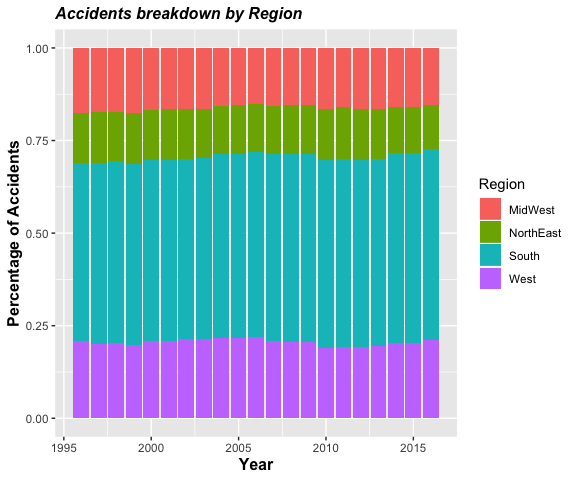 Accidents breakdown by Region
1.00
0.75
0.50
0.25
0.00
Percentage of Accidents
1995 2000 2005 2010 2015
Year
Region
MidWest
NorthEast
South
West